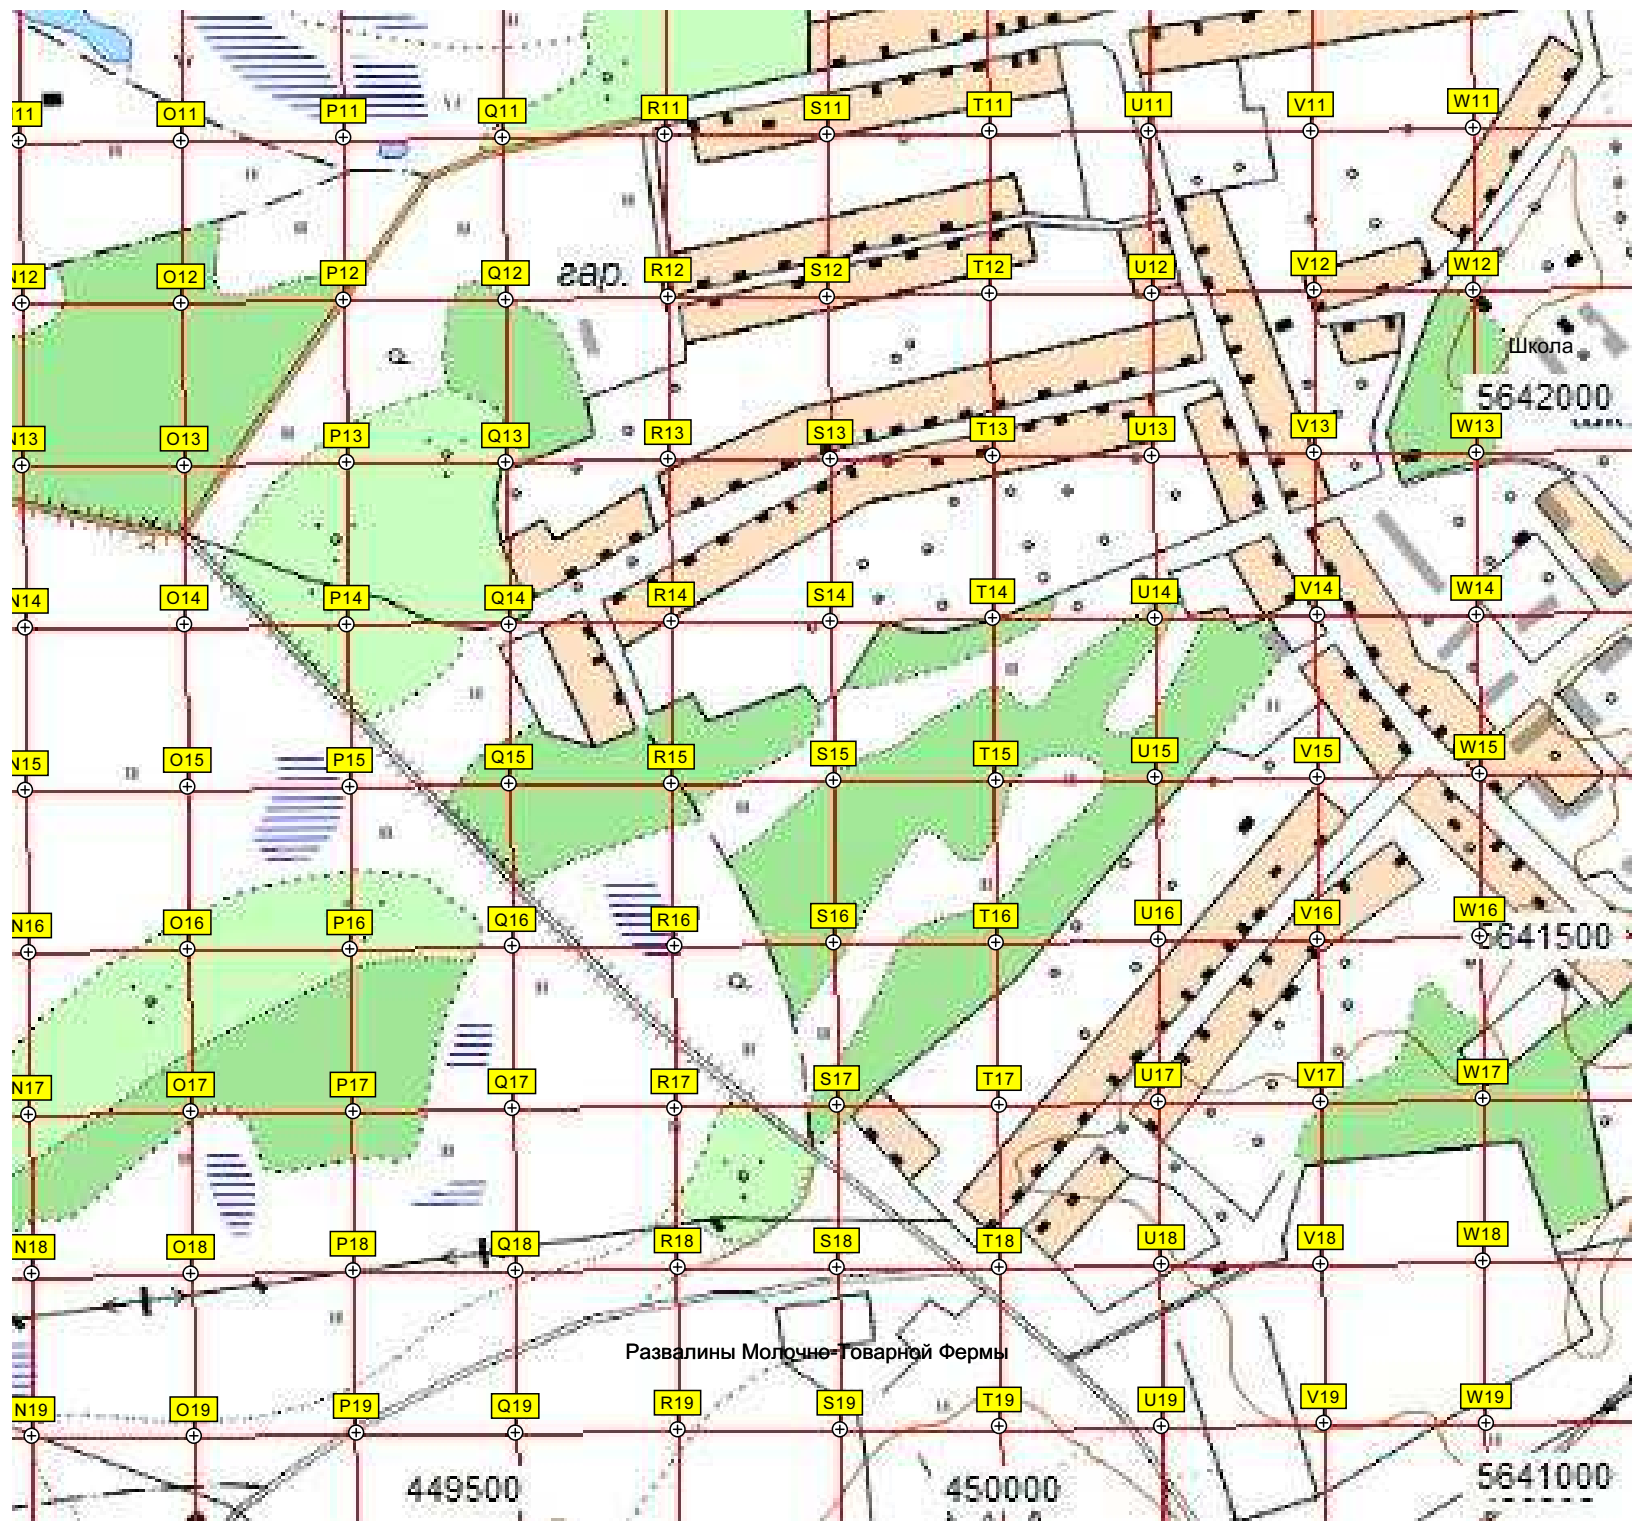 11 O11 P11 Q11 R11 S11 T11 U11 V11 W11
N12 O12 P12 Q12 гар. R12 S12 T12 U12 V12 W12
Школа
5642000
N13 O13 P13 Q13 R13 S13 T13 U13 V13 W13
N14 O14 P14 Q14 R14 S14 T14 U14 V14 W14
N15 O15 P15 Q15 R15 S15 T15 U15 V15 W15
N16 O16 P16 Q16 R16 S16 T16 U16 V16 W16
5641500
N17 O17 P17 Q17 R17 S17 T17 U17 V17 W17
N18 O18 P18 Q18 R18 S18 T18 U18 V18 W18
Развалины Молочно-Товарной Фермы
N19 O19 P19 Q19 R19 S19 T19 U19 V19 W19
449500 450000 5641000